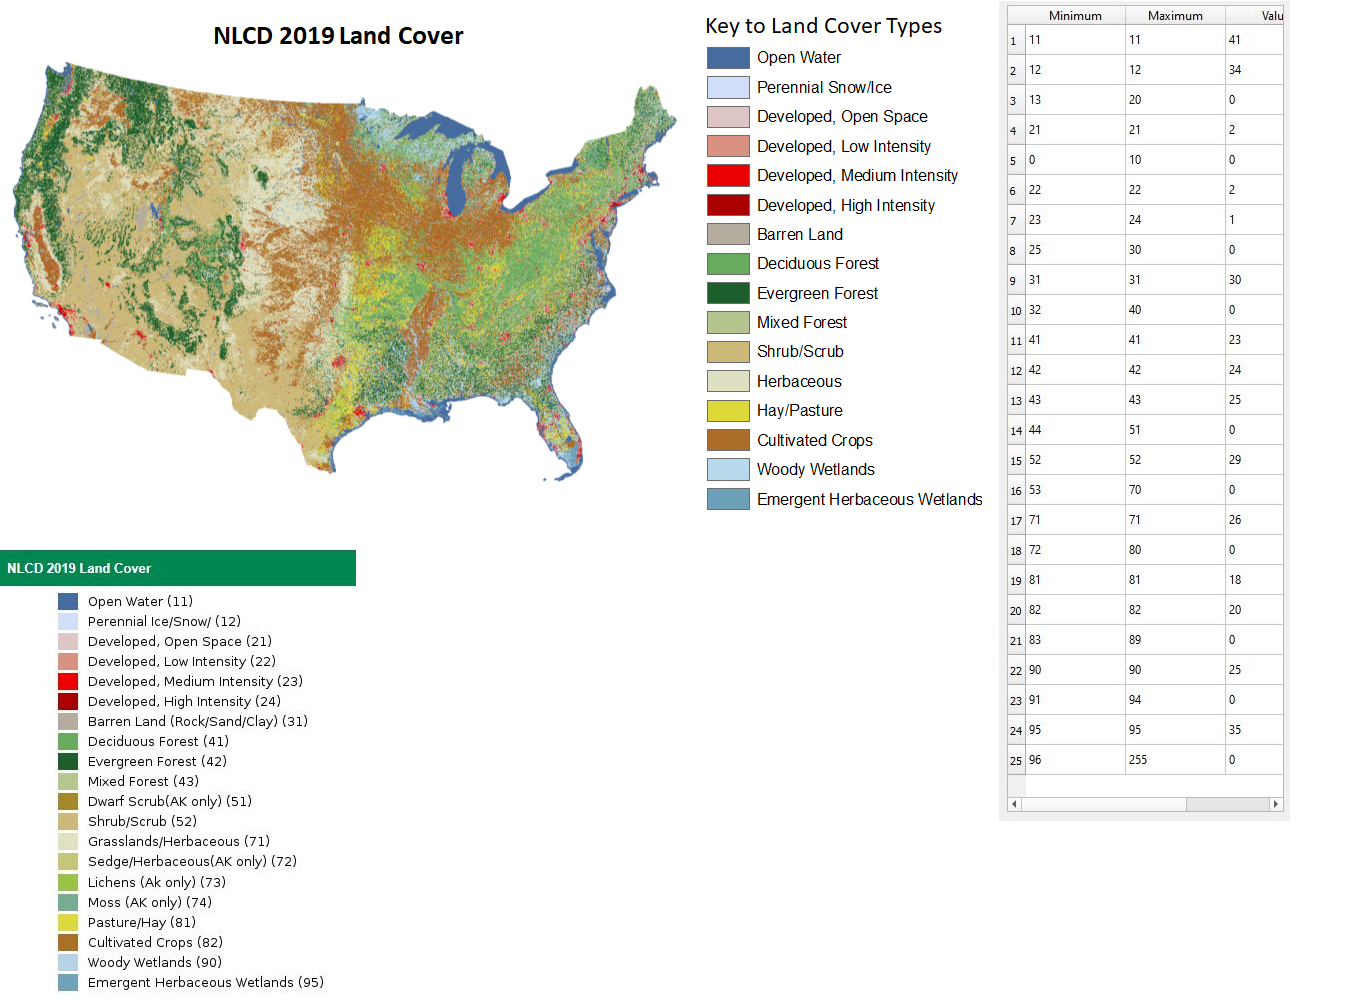 NLCD 2019 Land Cover
Key to Land Cover Types
Open Water
Perennial Snow/Ice
Developed, Open Space
Developed, Low Intensity
Developed, Medium Intensity
Developed, High Intensity
Barren Land
Deciduous Forest
Evergreen Forest
Mixed Forest
Shrub/Scrub
Herbaceous
Hay/Pasture
Cultivated Crops
Woody Wetlands
Emergent Herbaceous Wetlands
Minimum Maximum Valu
1 11 11 41
2 12 12 34
3 13 20 0
4 21 21 2
5 0 10 0
6 22 22 2
7 23 24 1
8 25 30 0
9 31 31 30
10 32 40 0
11 41 41 23
12 42 42 24
13 43 43 25
14 44 51 0
15 52 52 29
16 53 70 0
17 71 71 26
18 72 80 0
19 81 81 18
20 82 82 20
21 83 89 0
22 90 90 25
23 91 94 0
24 95 95 35
25 96 255 0
NLCD 2019 Land Cover
Open Water (11)
Perennial Ice/Snow/ (12)
Developed, Open Space (21)
Developed, Low Intensity (22)
Developed, Medium Intensity (23)
Developed, High Intensity (24)
Barren Land (Rock/Sand/Clay) (31)
Deciduous Forest (41)
Evergreen Forest (42)
Mixed Forest (43)
Dwarf Scrub(AK only) (51)
Shrub/Scrub (52)
Grasslands/Herbaceous (71)
Sedge/Herbaceous(AK only) (72)
Lichens (Ak only) (73)
Moss (AK only) (74)
Pasture/Hay (81)
Cultivated Crops (82)
Woody Wetlands (90)
Emergent Herbaceous Wetlands (95)